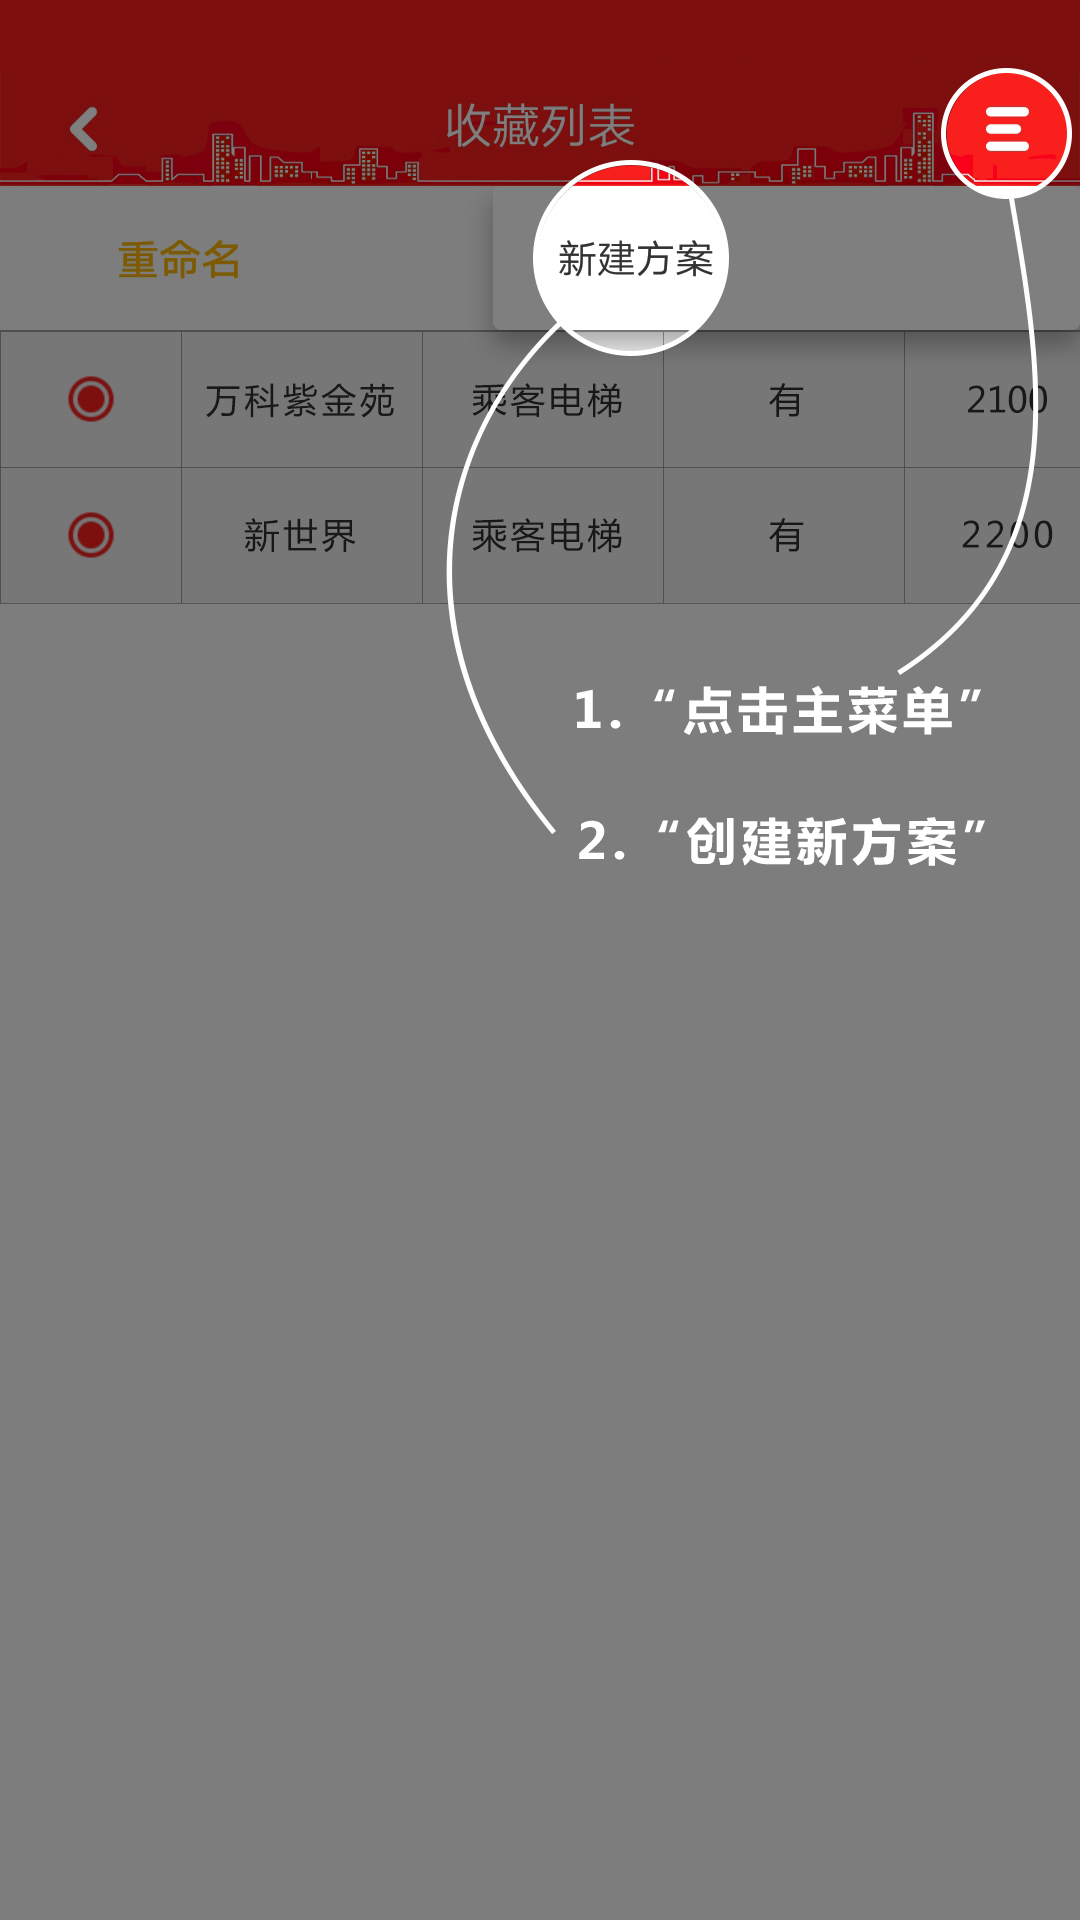 收藏列表
重命名
新建方案
万科紫金苑 乘客电梯 有 2100
新世界 乘客电梯 有 2200
1. “点击主菜单”
2. “创建新方案”